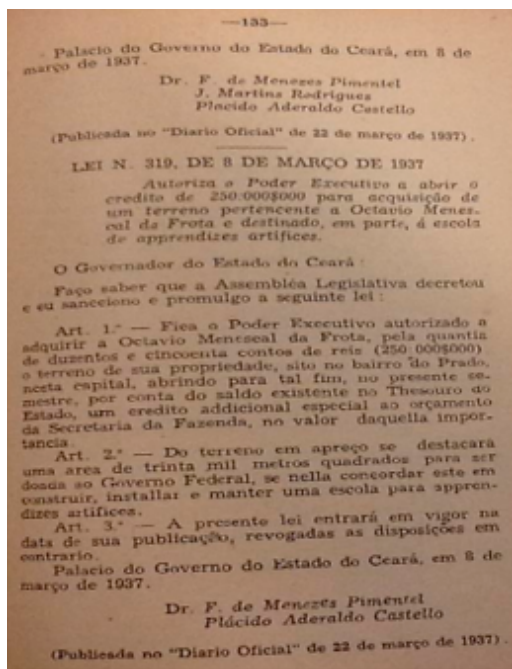 —133—
Palacio do Governo do Estado do Ceará, em 8 de
março de 1937.
Dr. F. de Menezes Pimentel
J. Martins Rodrigues
Placido Aderaldo Castello
(Publicada no "Diario Oficial" de 22 de março de 1937).
LEI N. 319, DE 8 DE MARÇO DE 1937
Autoriza o Poder Executivo a abrir o
credito de 250:000$000 para acquisição de
um terreno pertencente a Octavio Menes-
cal da Frota e destinado, em parte, á escola
de apprendizes artifices.
O Governador do Estado do Ceará:
Faço saber que a Assembléa Legislativa decretou
e eu sancciono e promulgo a seguinte lei:
Art. 1.º — Fica o Poder Executivo autorizado a
adquirir a Octavio Menescal da Frota, pela quantia
de duzentos e cincoenta contos de reis (250:000$000)
o terreno de sua propriedade, sito no bairro do Prado,
nesta capital, abrindo para tal fim, no presente se-
mestre, por conta do saldo existente no Thesouro do
Estado, um credito addicional especial ao orçamento
da Secretaria da Fazenda, no valor daquella impor-
tancia.
Art. 2.º — Do terreno em apreço se destacará
uma area de trinta mil metros quadrados para ser
doada ao Governo Federal, se nella concordar este em
construir, installar e manter uma escola para appren-
dizes artifices.
Art. 3.º — A presente lei entrará em vigor na
data de sua publicação, revogadas as disposições em
contrario.
Palacio do Governo do Estado do Ceará, em 8 de
março de 1937.
Dr. F. de Menezes Pimentel
Plácido Aderaldo Castello
(Publicada no "Diario Oficial" de 22 de março de 1937).